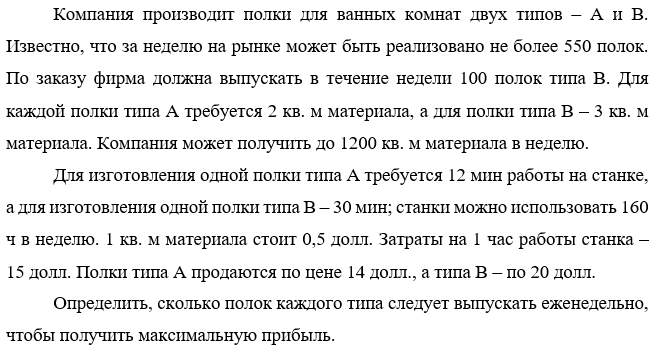 Компания производит полки для ванных комнат двух типов – А и В.
Известно, что за неделю на рынке может быть реализовано не более 550 полок.
По заказу фирма должна выпускать в течение недели 100 полок типа В. Для
каждой полки типа А требуется 2 кв. м материала, а для полки типа В – 3 кв. м
материала. Компания может получить до 1200 кв. м материала в неделю.
Для изготовления одной полки типа А требуется 12 мин работы на станке,
а для изготовления одной полки типа В – 30 мин; станки можно использовать 160
ч в неделю. 1 кв. м материала стоит 0,5 долл. Затраты на 1 час работы станка –
15 долл. Полки типа А продаются по цене 14 долл., а типа В – по 20 долл.
Определить, сколько полок каждого типа следует выпускать еженедельно,
чтобы получить максимальную прибыль.